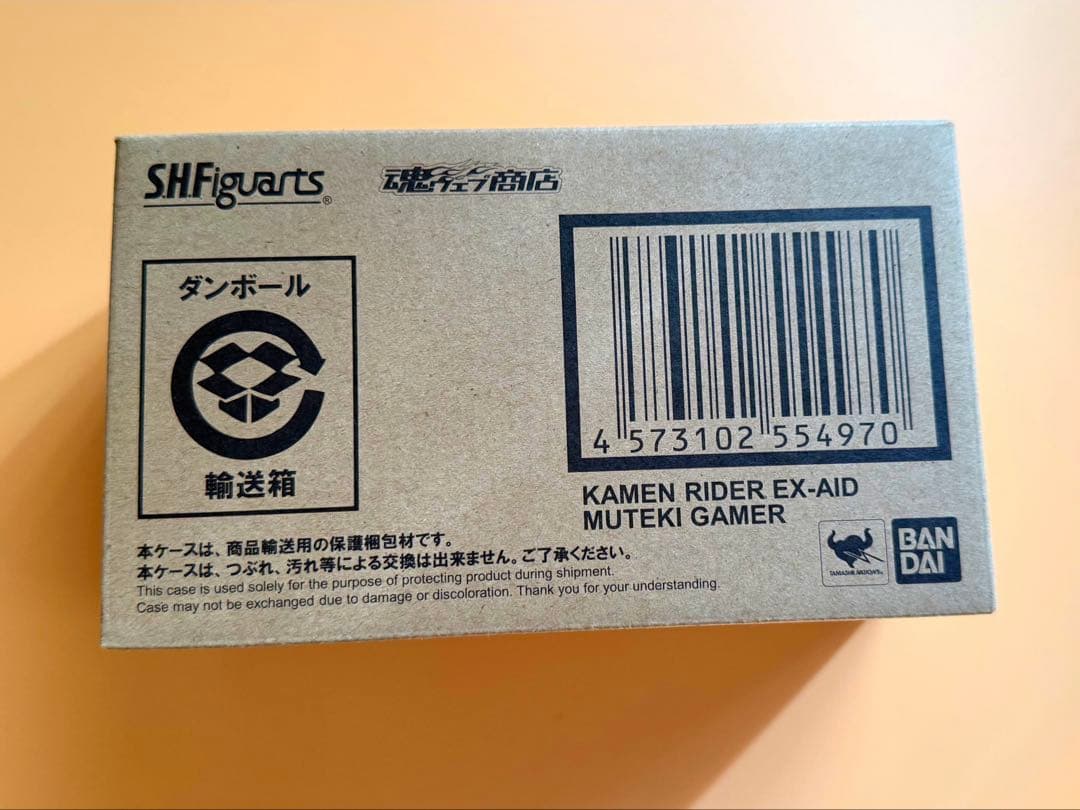 S.H.Figuarts®
魂ウェブ商店
ダンボール
輸送箱
4 573102 554970
KAMEN RIDER EX-AID
MUTEKI GAMER
本ケースは、商品輸送用の保護梱包材です。
本ケースは、つぶれ、汚れ等による交換は出来ません。ご了承ください。
This case is used solely for the purpose of protecting product during shipment.
Case may not be exchanged due to damage or discoloration. Thank you for your understanding.
TAMASHII NATIONS
BAN
DAI